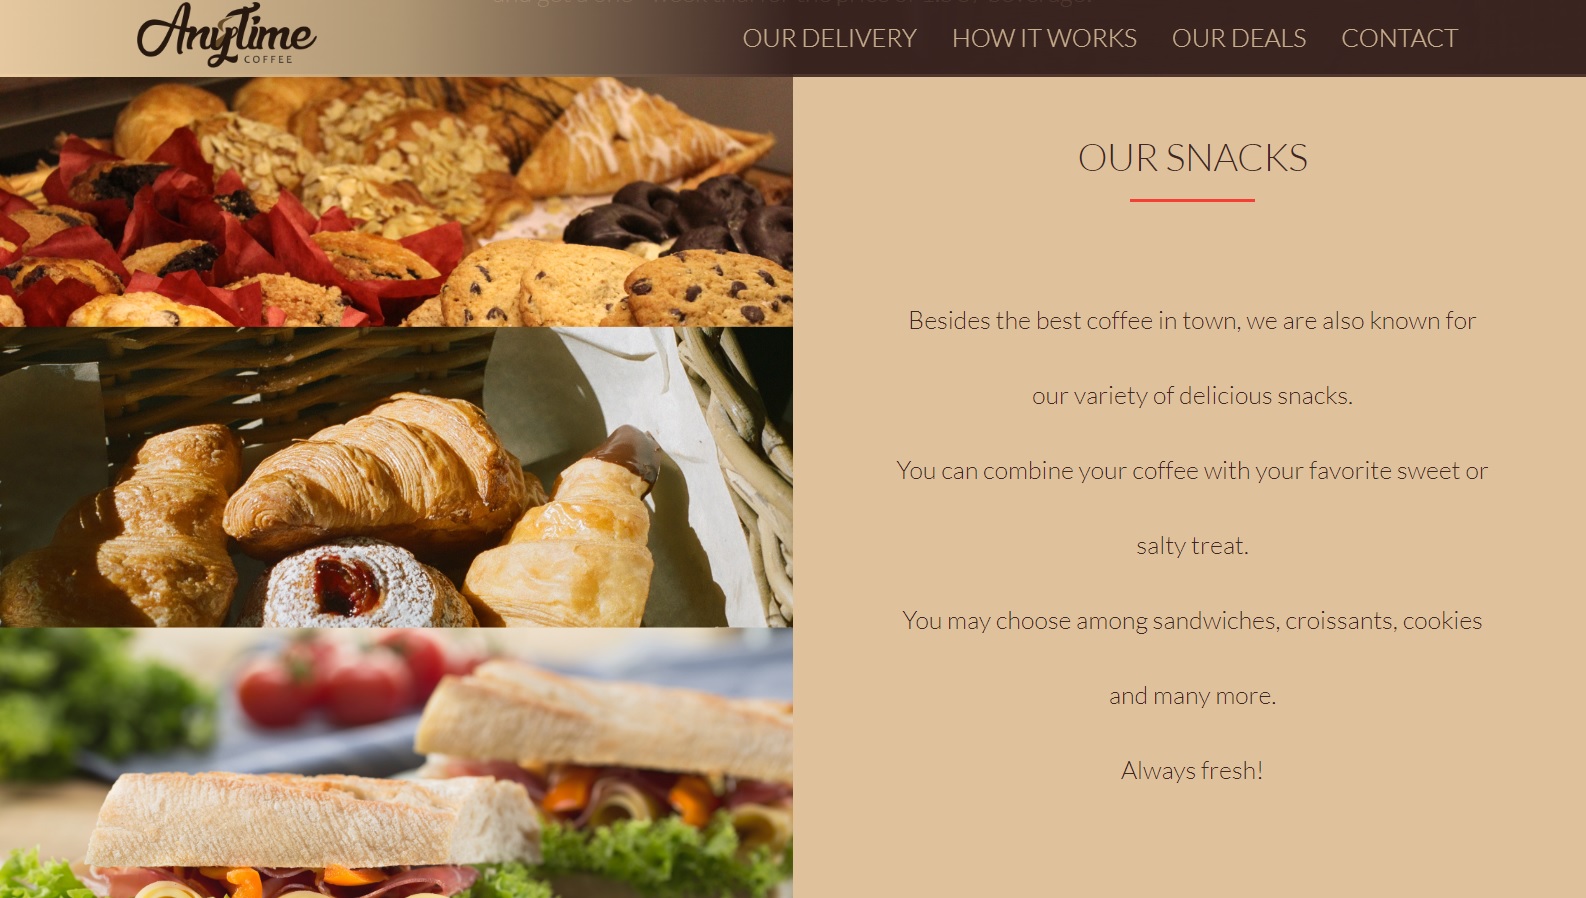 Anytime
COFFEE
OUR DELIVERY HOW IT WORKS OUR DEALS CONTACT
OUR SNACKS
Besides the best coffee in town, we are also known for
our variety of delicious snacks.
You can combine your coffee with your favorite sweet or
salty treat.
You may choose among sandwiches, croissants, cookies
and many more.
Always fresh!